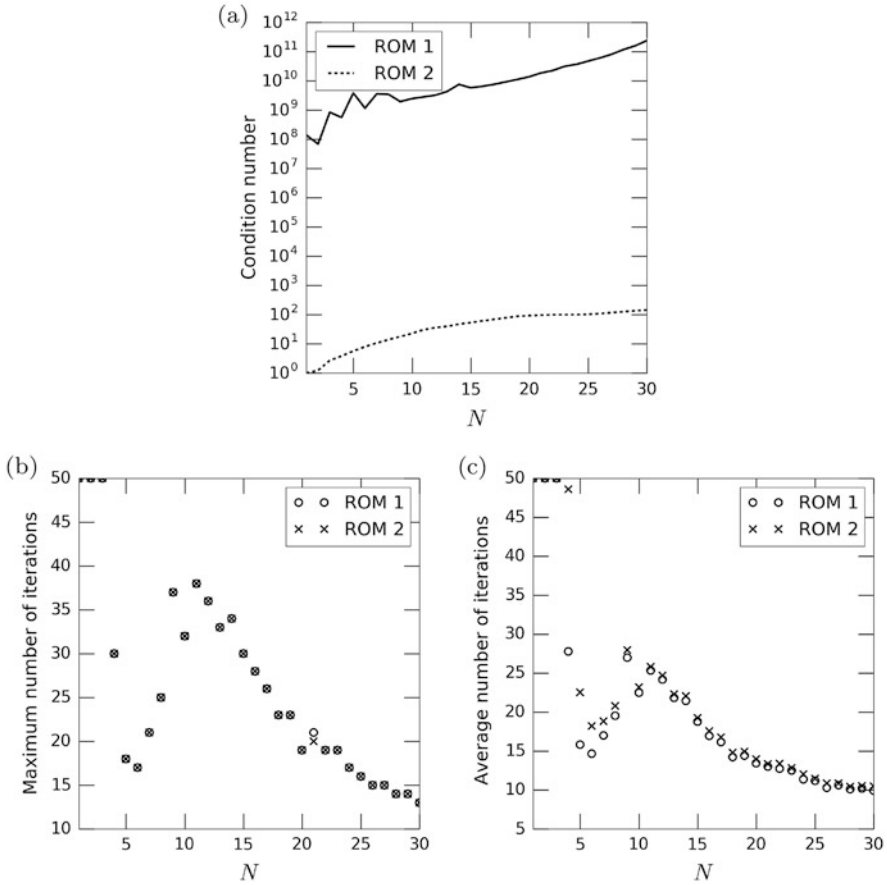 (a)
Condition number
10^12
10^11
10^10
10^9
10^8
10^7
10^6
10^5
10^4
10^3
10^2
10^1
10^0
ROM 1
ROM 2
5 10 15 20 25 30
N
(b)
Maximum number of iterations
50
45
40
35
30
25
20
15
10
ROM 1
ROM 2
5 10 15 20 25 30
N
(c)
Average number of iterations
50
45
40
35
30
25
20
15
10
5
ROM 1
ROM 2
5 10 15 20 25 30
N